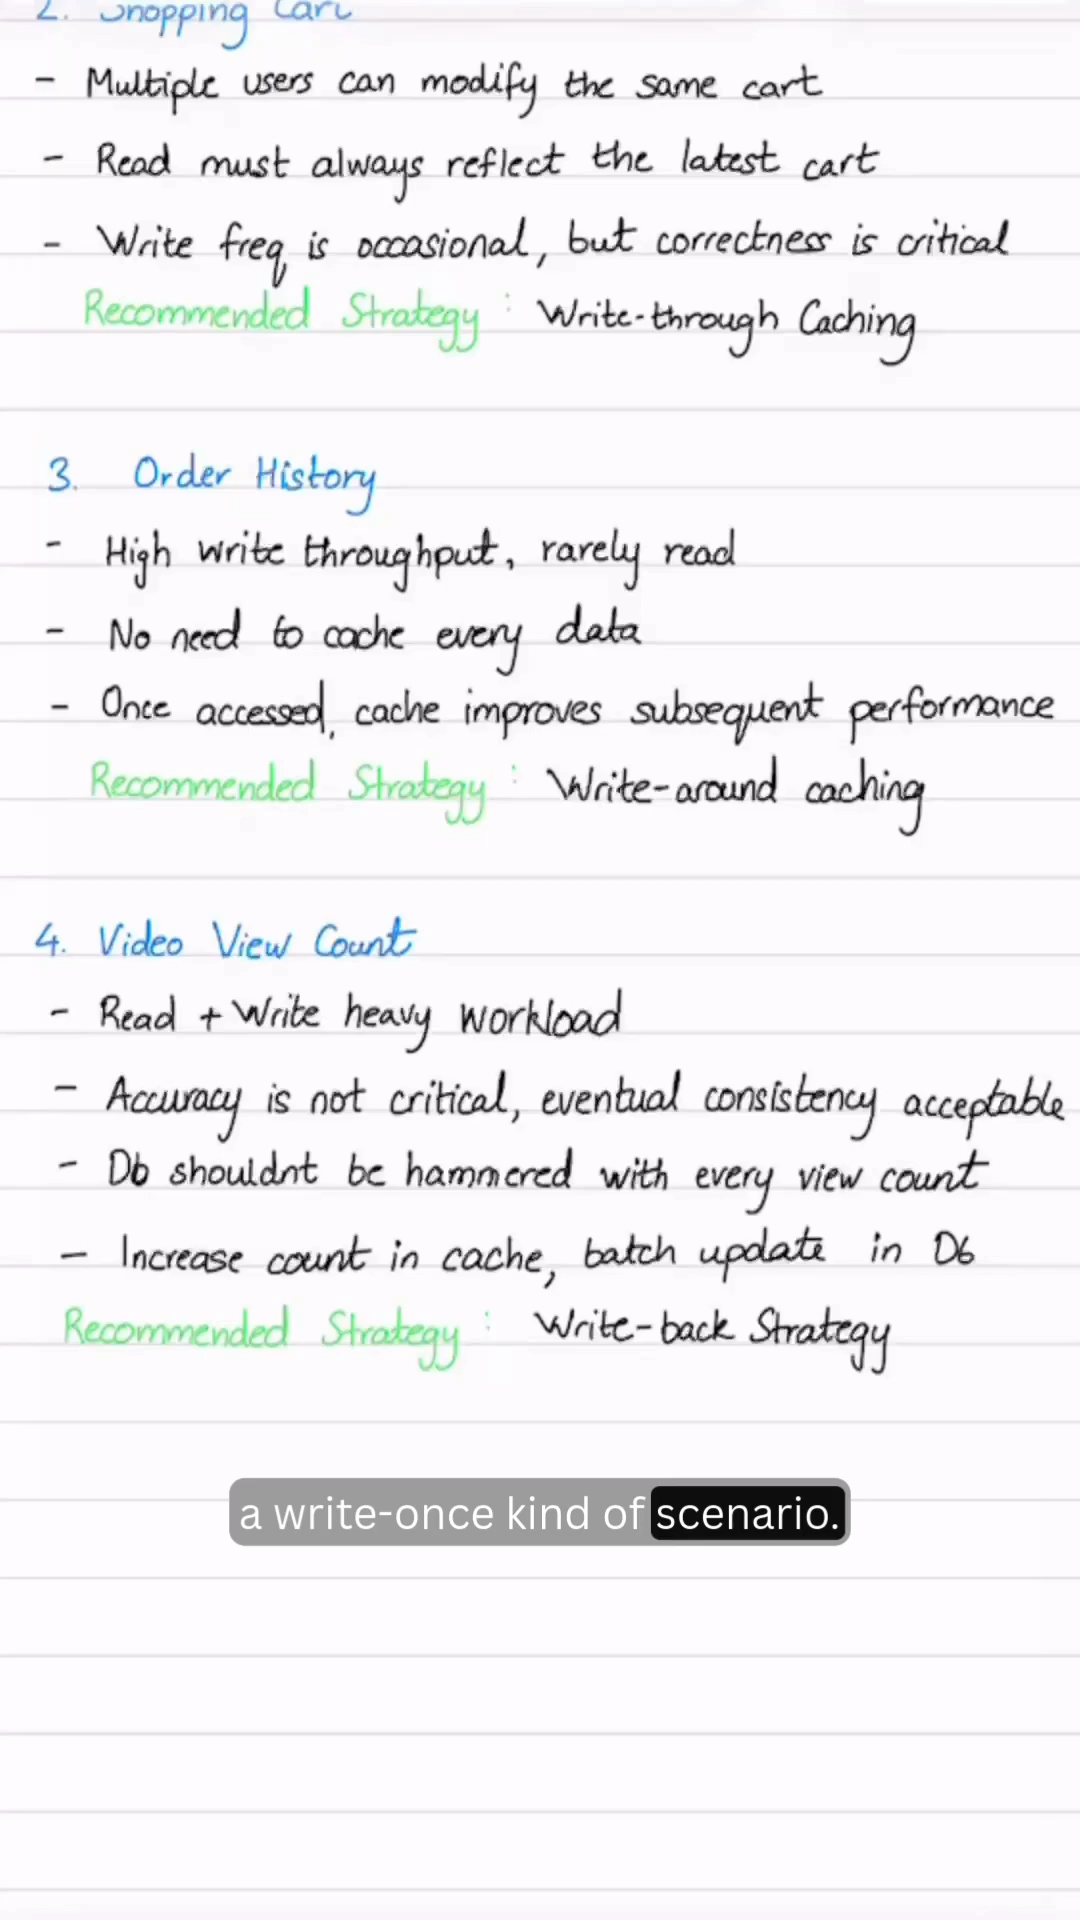 2. Shopping Cart
- Multiple users can modify the same cart
- Read must always reflect the latest cart
- Write freq is occasional, but correctness is critical
Recommended Strategy : Write-through Caching
3. Order History
- High write throughput, rarely read
- No need to cache every data
- Once accessed, cache improves subsequent performance
Recommended Strategy : Write-around caching
4. Video View Count
- Read + Write heavy workload
- Accuracy is not critical, eventual consistency acceptable
- Db shouldnt be hammered with every view count
- Increase count in cache, batch update in Db
Recommended Strategy : Write-back Strategy
a write-once kind of scenario.